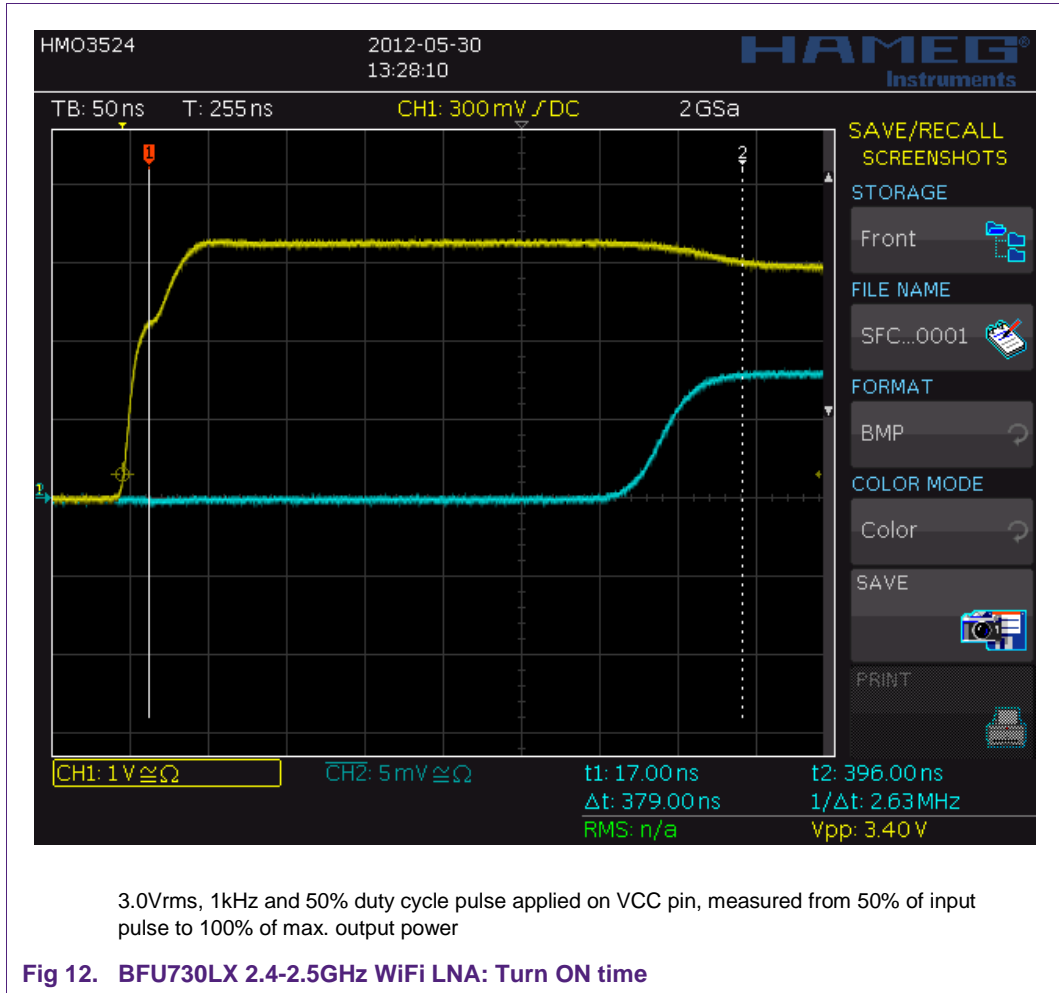 HMO3524 2012-05-30 HAMEG®
13:28:10 Instruments
TB: 50 ns T: 255 ns CH1: 300 mV DC 2 GSa
SAVE/RECALL
SCREENSHOTS
STORAGE
Front
FILE NAME
SFC...0001
FORMAT
BMP
COLOR MODE
Color
SAVE
PRINT
1
2
1
CH1: 1 V ≅ Ω CH2: 5 mV ≅ Ω t1: 17.00 ns t2: 396.00 ns
Δt: 379.00 ns 1/Δt: 2.63 MHz
RMS: n/a Vpp: 3.40 V
3.0Vrms, 1kHz and 50% duty cycle pulse applied on VCC pin, measured from 50% of input
pulse to 100% of max. output power
Fig 12. BFU730LX 2.4-2.5GHz WiFi LNA: Turn ON time